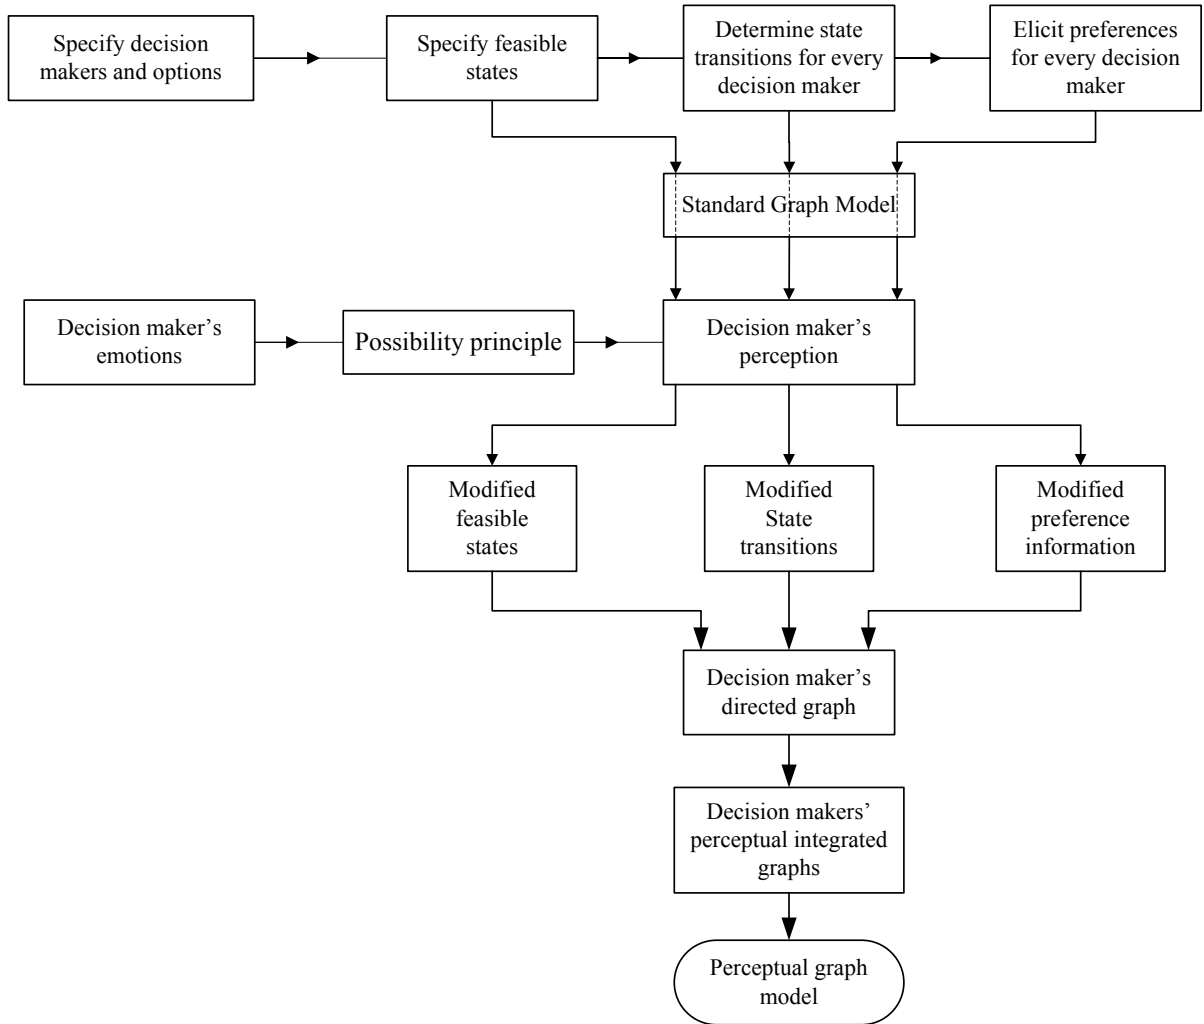 Specify decision
makers and options
Specify feasible
states
Determine state
transitions for every
decision maker
Elicit preferences
for every decision
maker
Standard Graph Model
Decision maker’s
emotions
Possibility principle
Decision maker’s
perception
Modified
feasible
states
Modified
State
transitions
Modified
preference
information
Decision maker’s
directed graph
Decision makers’
perceptual integrated
graphs
Perceptual graph
model